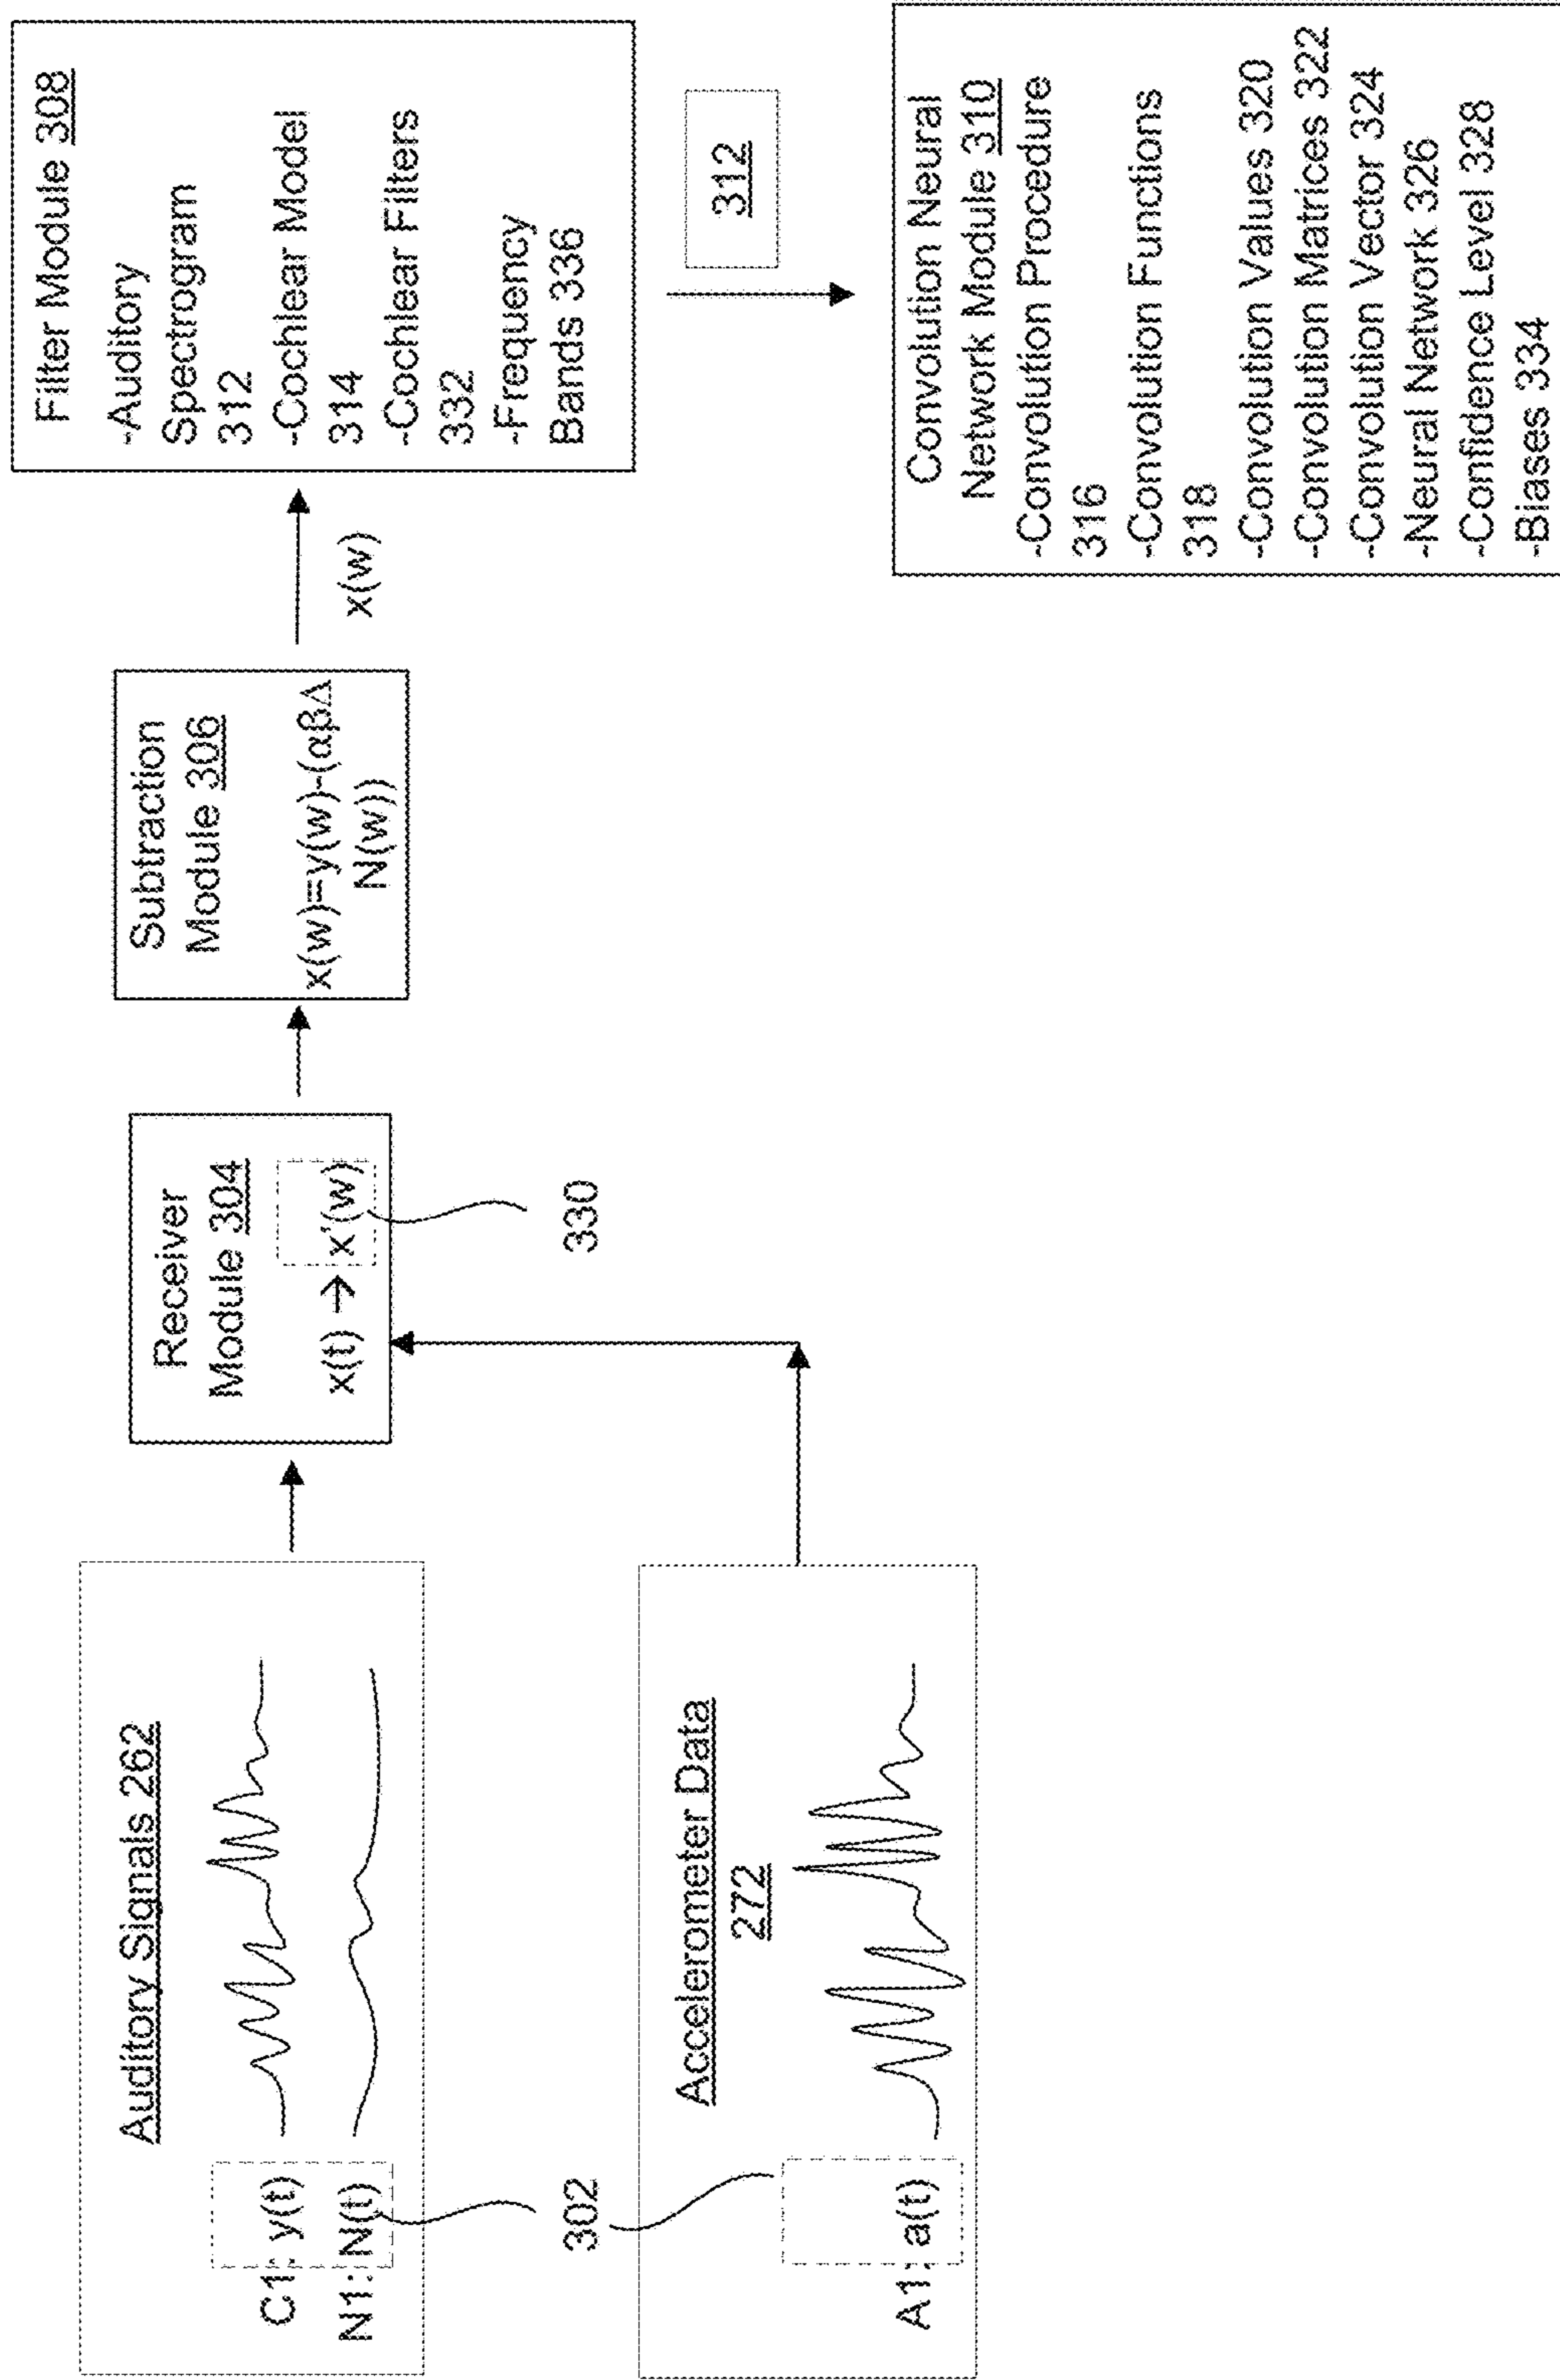 Auditory Signals 262
C1: y(t)
N1: N(t)
302
Accelerometer Data
272
A1: a(t)
Receiver
Module 304
x(t) → x'(w)
330
Subtraction
Module 306
x(w)=y(w)-(αβΔ
N(w))
x(w)
Filter Module 308
-Auditory
Spectrogram
312
-Cochlear Model
314
-Cochlear Filters
332
-Frequency
Bands 336
312
Convolution Neural
Network Module 310
-Convolution Procedure
316
-Convolution Functions
318
-Convolution Values 320
-Convolution Matrices 322
-Convolution Vector 324
-Neural Network 326
-Confidence Level 328
-Biases 334